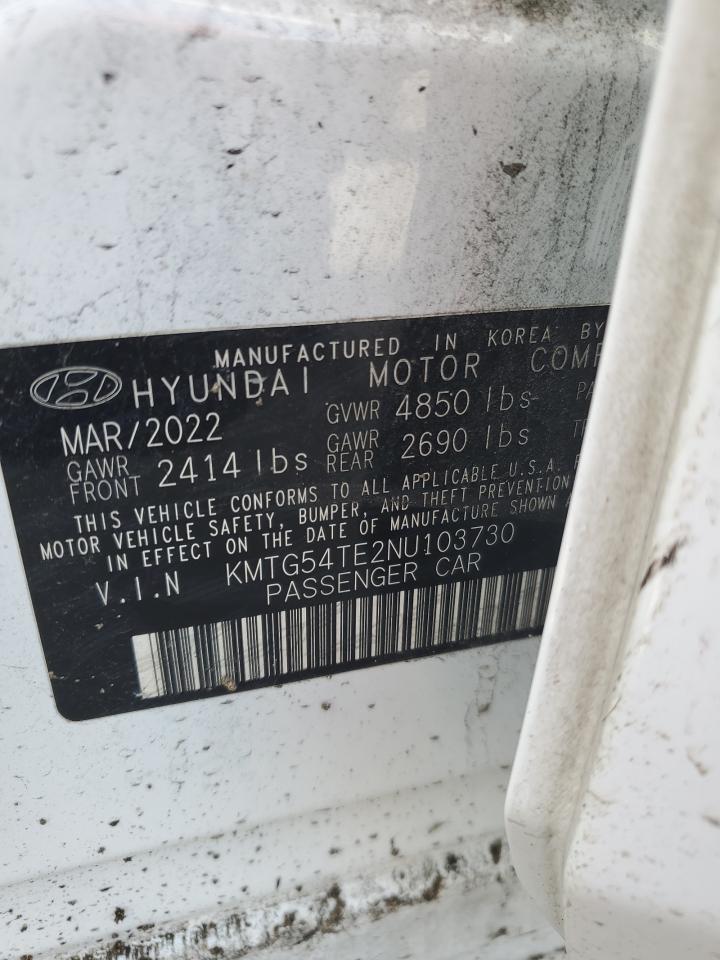 MANUFACTURED IN KOREA BY
HYUNDAI MOTOR
MAR/2022 GVWR 4850 lbs
GAWR FRONT 2414 lbs GAWR REAR 2690 lbs
THIS VEHICLE CONFORMS TO ALL APPLICABLE U.S.A.
MOTOR VEHICLE SAFETY, BUMPER, AND THEFT PREVENTION
IN EFFECT ON THE DATE OF MANUFACTURE SHOWN
V.I.N KMTG54TE2NU103730
PASSENGER CAR